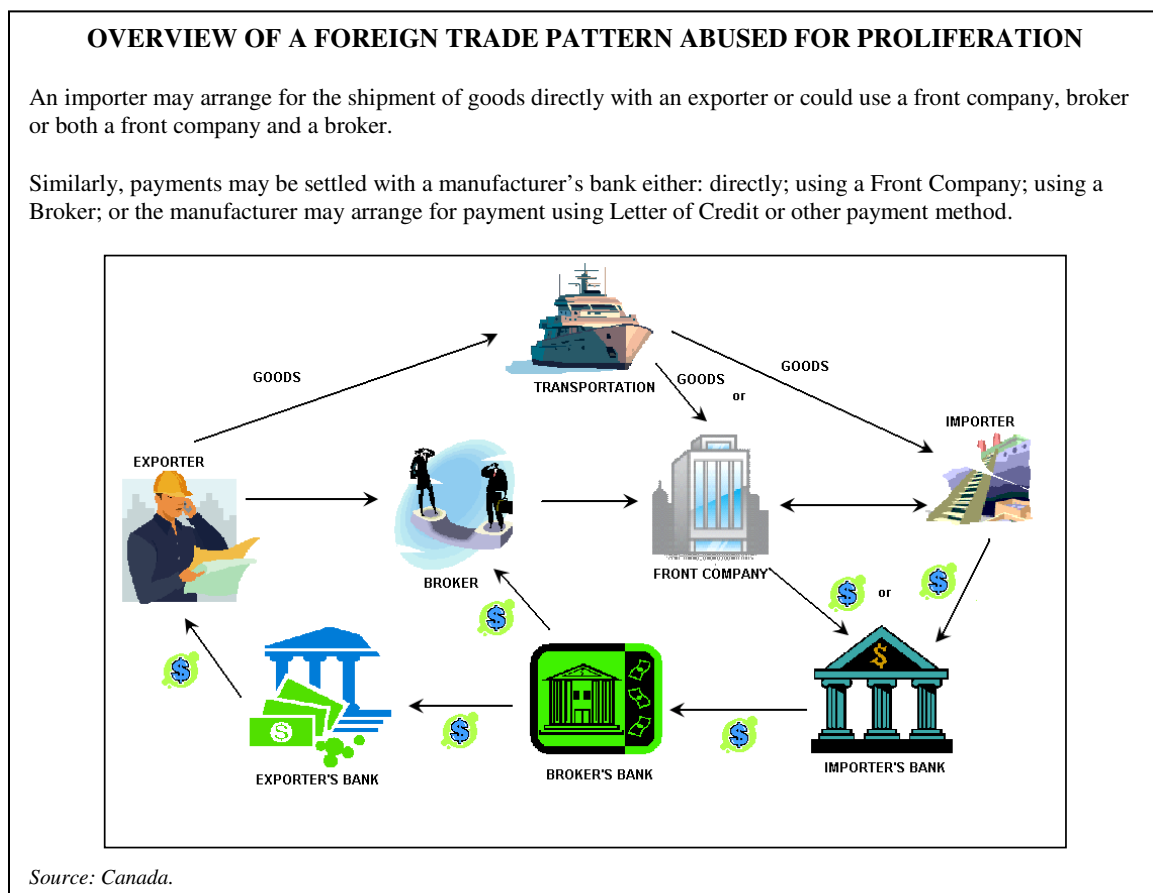 OVERVIEW OF A FOREIGN TRADE PATTERN ABUSED FOR PROLIFERATION
An importer may arrange for the shipment of goods directly with an exporter or could use a front company, broker
or both a front company and a broker.
Similarly, payments may be settled with a manufacturer's bank either: directly; using a Front Company; using a
Broker; or the manufacturer may arrange for payment using Letter of Credit or other payment method.
TRANSPORTATION
GOODS
GOODS
or
GOODS
EXPORTER
IMPORTER
BROKER
FRONT COMPANY
$
$
or
$
$
$
$
$
$
$
EXPORTER'S BANK
BROKER'S BANK
IMPORTER'S BANK
Source: Canada.